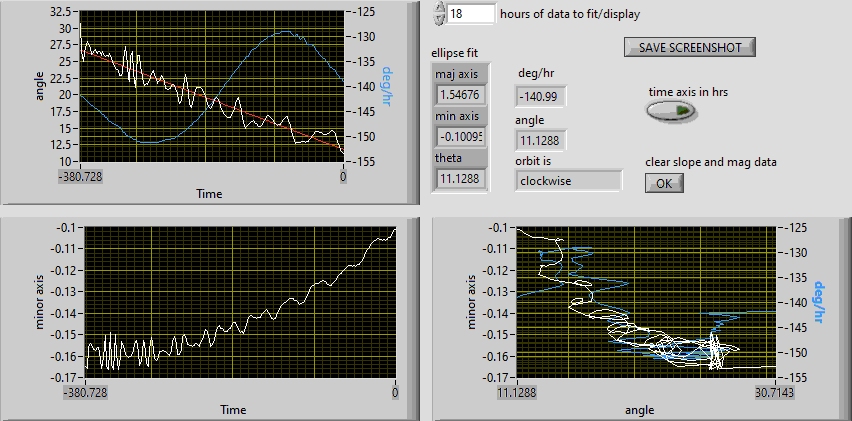 32.5
30
27.5
25
22.5
20
17.5
15
12.5
10
angle
-125
-130
-135
-140
-145
-150
-155
deg/hr
-380.728
0
Time
18 hours of data to fit/display
SAVE SCREENSHOT
ellipse fit
maj axis
1.54676
min axis
-0.10095
theta
11.1288
deg/hr
-140.99
angle
11.1288
orbit is
clockwise
time axis in hrs
clear slope and mag data
OK
-0.1
-0.11
-0.12
-0.13
-0.14
-0.15
-0.16
-0.17
minor axis
-380.728
0
Time
-0.1
-0.11
-0.12
-0.13
-0.14
-0.15
-0.16
-0.17
minor axis
-125
-130
-135
-140
-145
-150
-155
deg/hr
11.1288
30.7143
angle